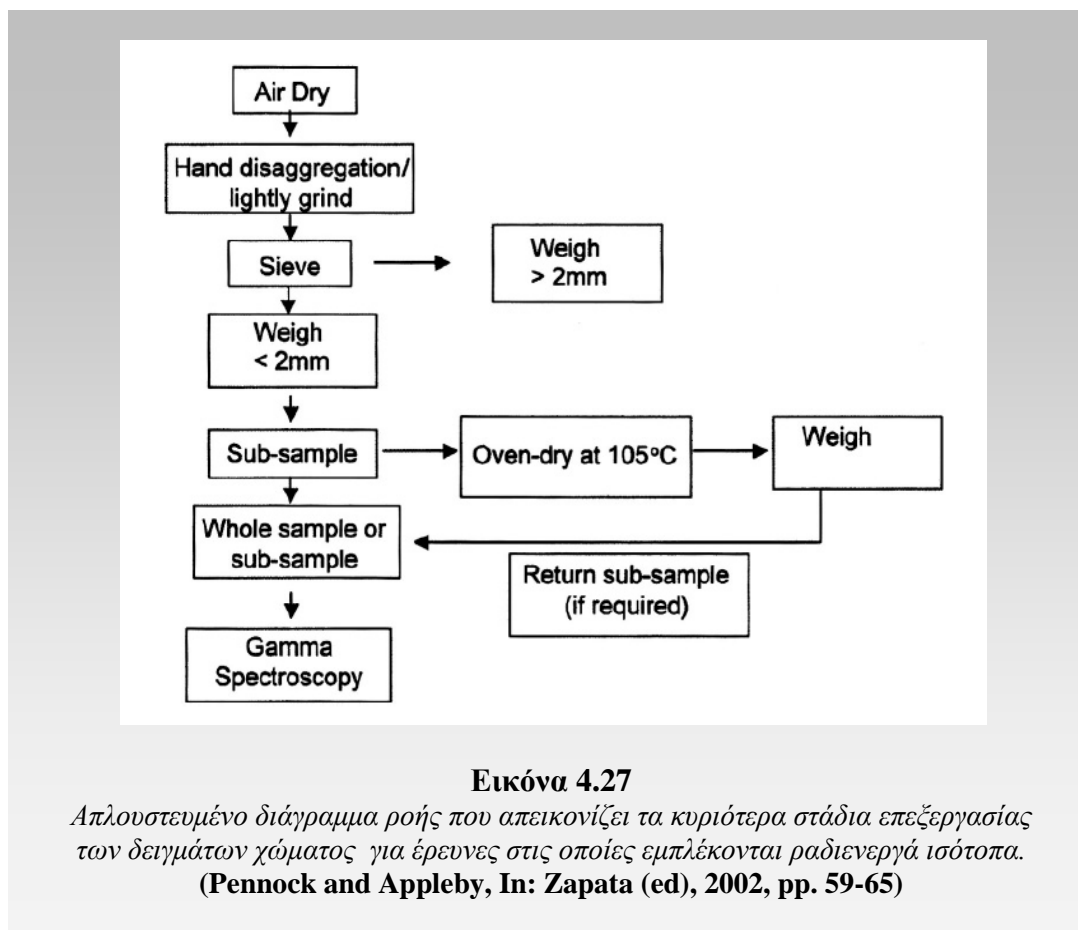 Air Dry
Hand disaggregation/
lightly grind
Sieve
Weigh
> 2mm
Weigh
< 2mm
Sub-sample
Oven-dry at 105°C
Weigh
Whole sample or
sub-sample
Return sub-sample
(if required)
Gamma
Spectroscopy
Εικόνα 4.27
Απλουστευμένο διάγραμμα ροής που απεικονίζει τα κυριότερα στάδια επεξεργασίας
των δειγμάτων χώματος για έρευνες στις οποίες εμπλέκονται ραδιενεργά ισότοπα.
(Pennock and Appleby, In: Zapata (ed), 2002, pp. 59-65)